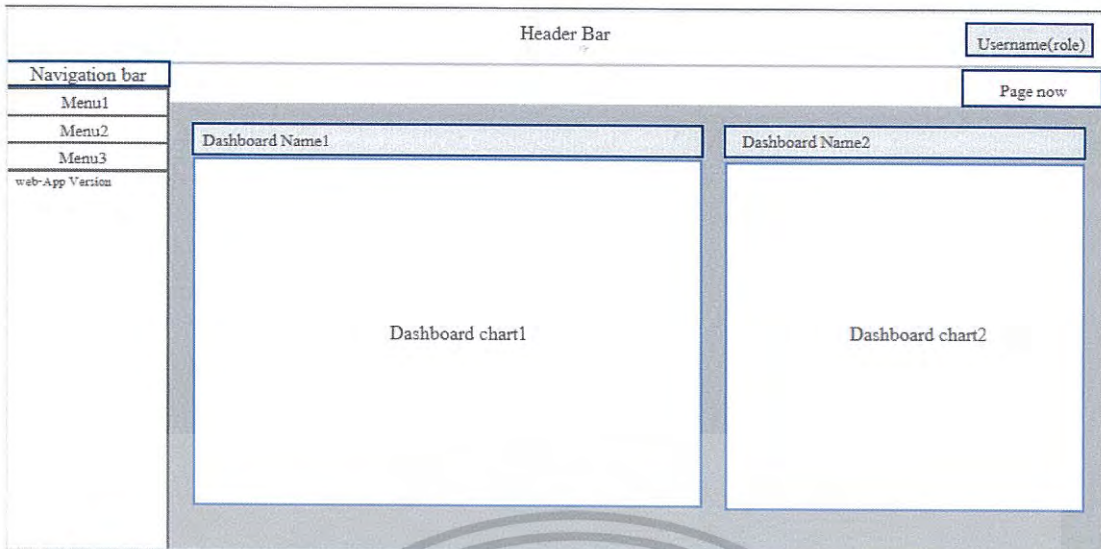 Header Bar
Username(role)
Navigation bar
Page now
Menu1
Menu2
Menu3
web-App Version
Dashboard Name1
Dashboard Name2
Dashboard chart1
Dashboard chart2